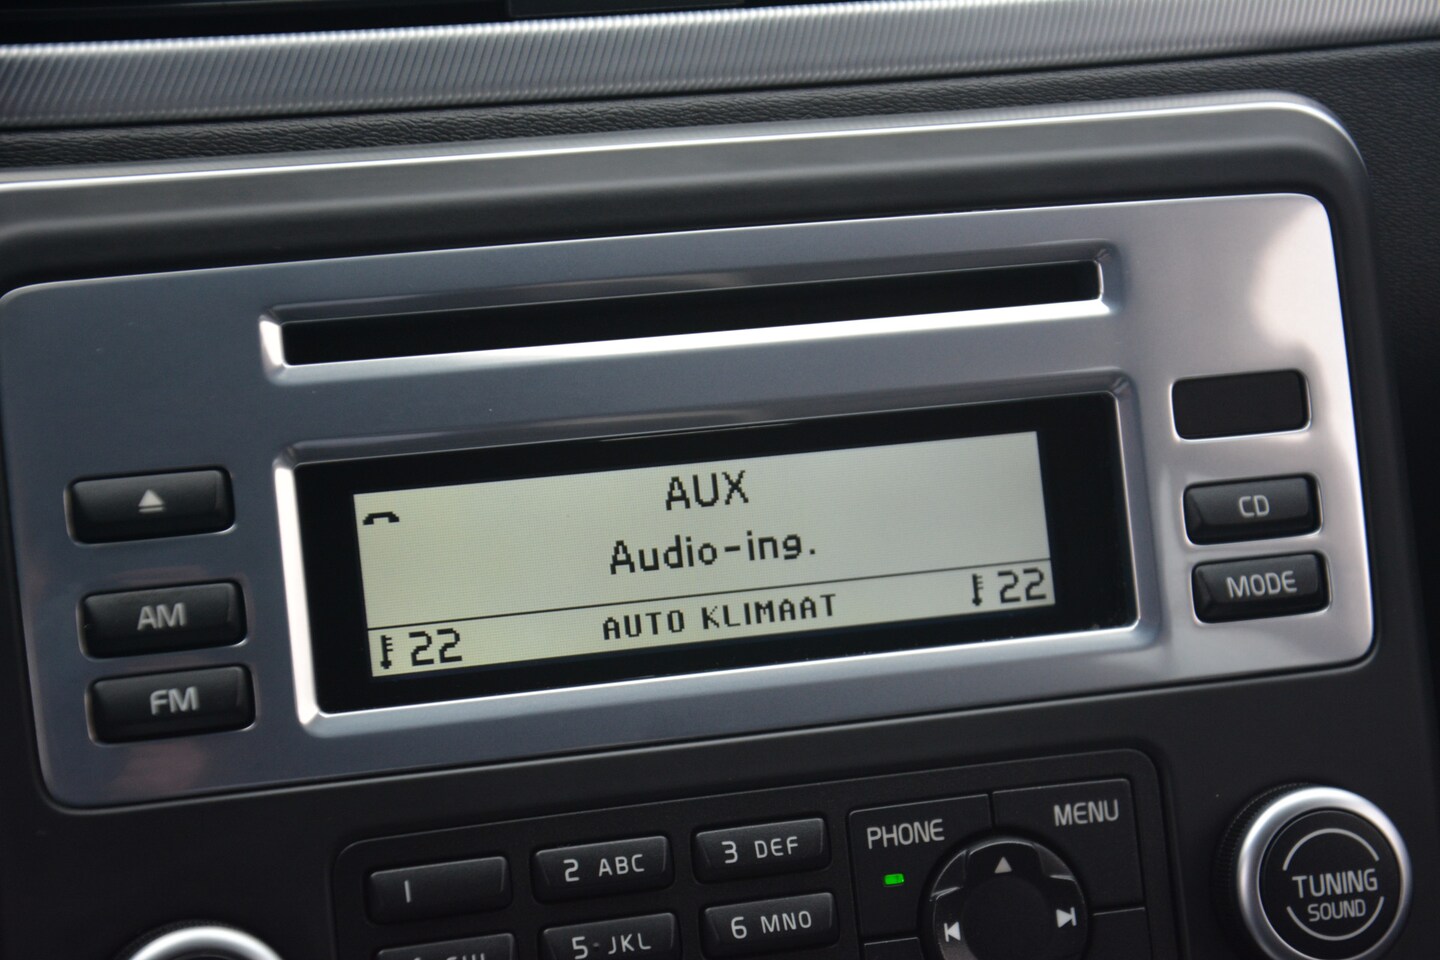 AUX
Audio-ing.
22 AUTO KLIMAAT 22
AM
FM
CD
MODE
1
2 ABC
3 DEF
5 JKL
6 MNO
PHONE
MENU
TUNING
SOUND